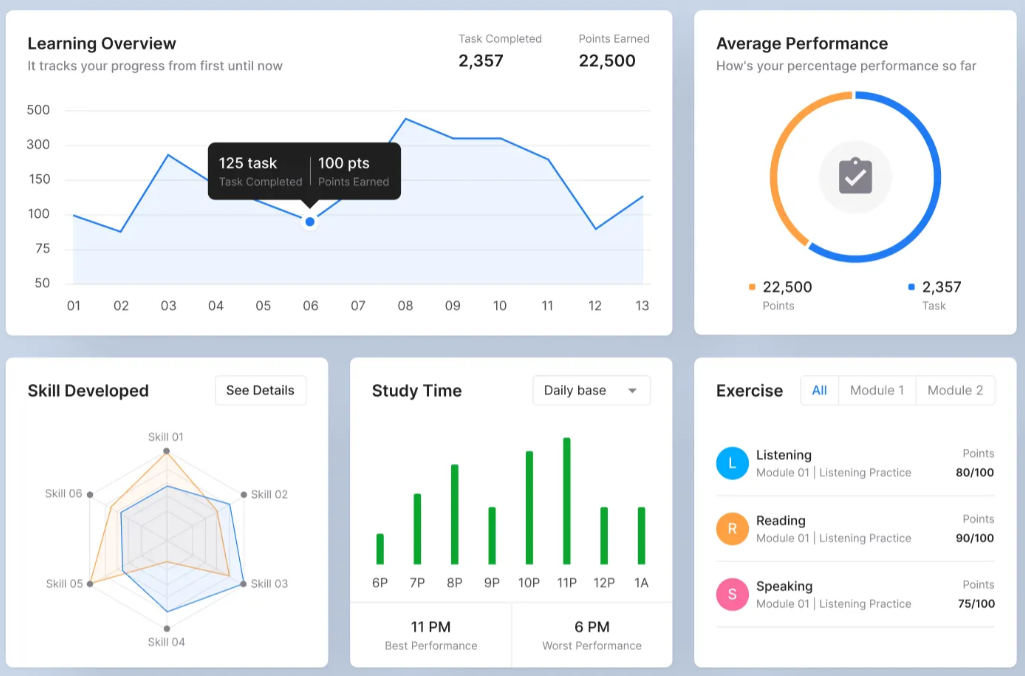 Learning Overview
It tracks your progress from first until now
Task Completed
2,357
Points Earned
22,500
500
300
150
100
75
50
125 task
Task Completed
100 pts
Points Earned
01 02 03 04 05 06 07 08 09 10 11 12 13
Average Performance
How's your percentage performance so far
22,500
Points
2,357
Task
Skill Developed
See Details
Skill 01
Skill 06
Skill 02
Skill 05
Skill 03
Skill 04
Study Time
Daily base
6P 7P 8P 9P 10P 11P 12P 1A
11 PM
Best Performance
6 PM
Worst Performance
Exercise
All Module 1 Module 2
L
Listening
Module 01 | Listening Practice
Points
80/100
R
Reading
Module 01 | Listening Practice
Points
90/100
S
Speaking
Module 01 | Listening Practice
Points
75/100